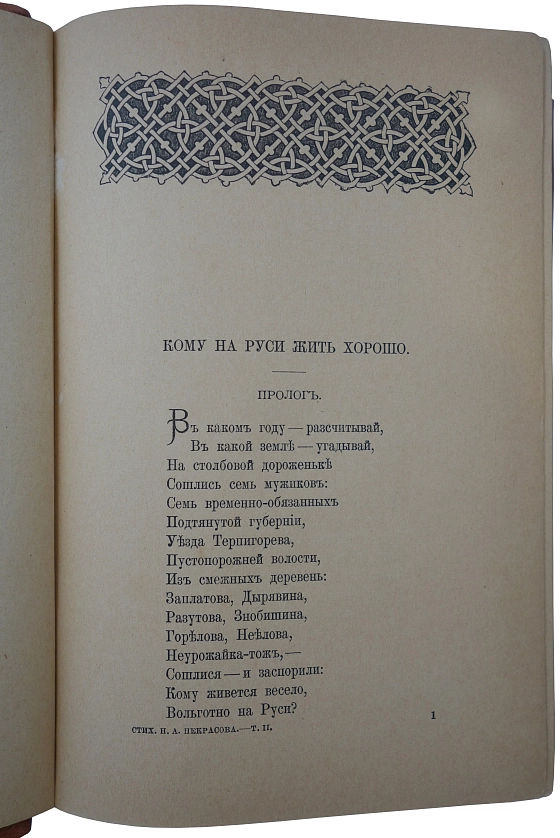 КОМУ НА РУСИ ЖИТЬ ХОРОШО.
ПРОЛОГЪ.
Въ какомъ году — разсчитывай,
Въ какой землѣ — угадывай,
На столбовой дороженькѣ
Сошлись семь мужиковъ:
Семь временно-обязанныхъ
Подтянутой губерніи,
Уѣзда Терпигорева,
Пустопорожней волости,
Изъ смежныхъ деревень:
Заплатова, Дырявина,
Разутова, Знобишина,
Горѣлова, Неѣлова,
Неурожайка-тожъ,—
Сошлися — и заспорили:
Кому живется весело,
Вольготно на Руси?
СТИХ. Н. А. НЕКРАСОВА.—Т. II.
1